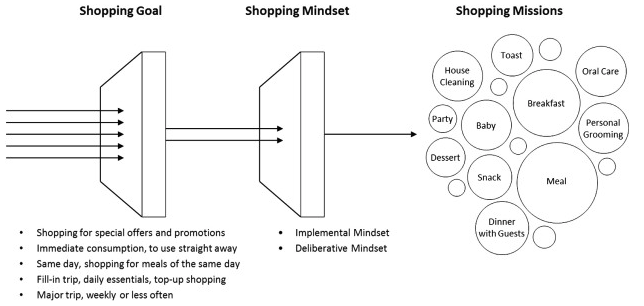 Shopping Goal
Shopping Mindset
Shopping Missions
Toast
House
Cleaning
Oral Care
Breakfast
Party
Baby
Personal
Grooming
Dessert
Snack
Meal
Dinner
with Guests
• Shopping for special offers and promotions
• Immediate consumption, to use straight away
• Same day, shopping for meals of the same day
• Fill-in trip, daily essentials, top-up shopping
• Major trip, weekly or less often
• Implemental Mindset
• Deliberative Mindset